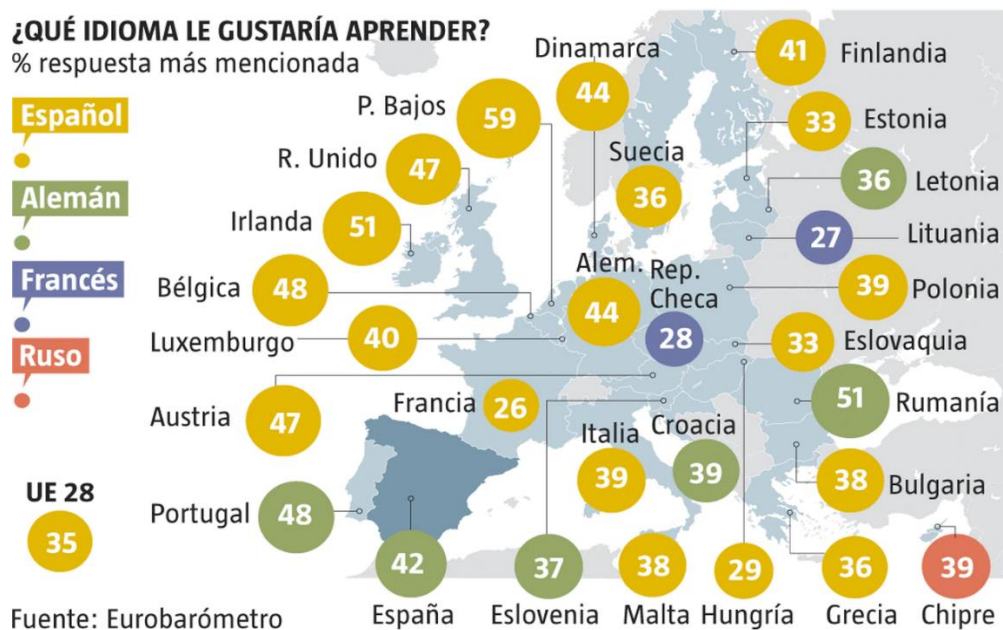 ¿QUÉ IDIOMA LE GUSTARÍA APRENDER?
% respuesta más mencionada
Español
Alemán
Francés
Ruso
Dinamarca
44
41
Finlandia
P. Bajos
59
33
Estonia
R. Unido
47
Suecia
36
36
Letonia
Irlanda
51
27
Lituania
Bélgica
48
Alem.
44
Rep.
Checa
28
39
Polonia
Luxemburgo
40
33
Eslovaquia
Austria
47
Francia
26
51
Rumanía
Italia
39
Croacia
39
38
Bulgaria
UE 28
35
Portugal
48
42
España
37
Eslovenia
38
Malta
29
Hungría
36
Grecia
39
Chipre
Fuente: Eurobarómetro